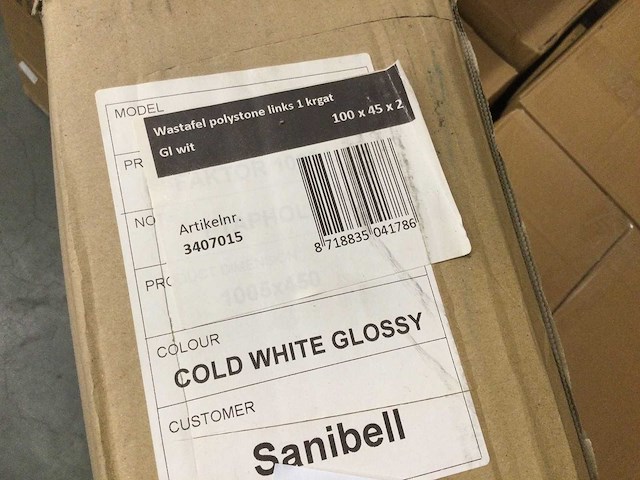 MODEL
Wastafel polystone links 1 krgat
100 x 45 x 2
Gl wit
PR
NO
Artikelnr.
3407015
8 718835 041786
PRO
COLOUR
COLD WHITE GLOSSY
CUSTOMER
Sanibell